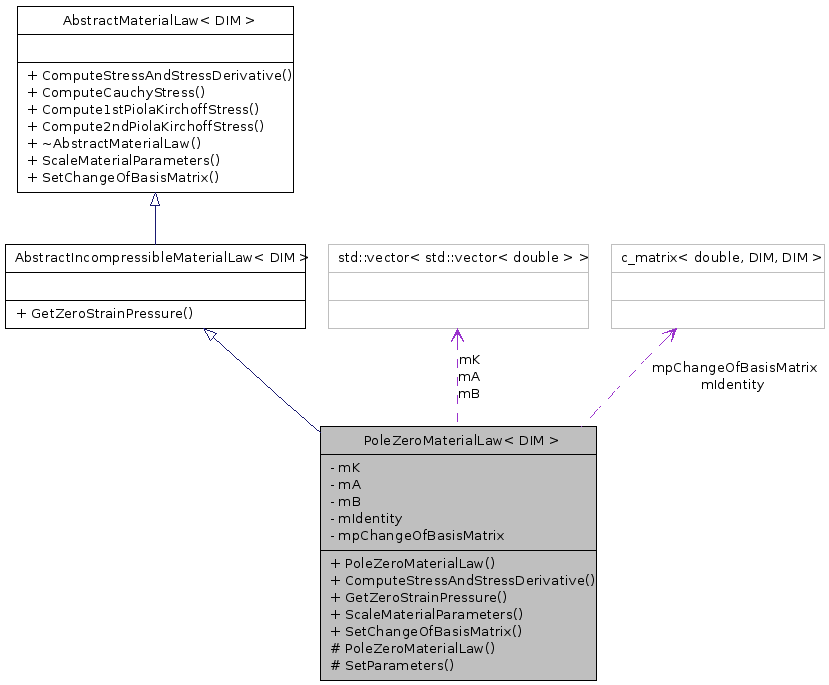 AbstractMaterialLaw< DIM >
+ ComputeStressAndStressDerivative()
+ ComputeCauchyStress()
+ Compute1stPiolaKirchoffStress()
+ Compute2ndPiolaKirchoffStress()
+ ~AbstractMaterialLaw()
+ ScaleMaterialParameters()
+ SetChangeOfBasisMatrix()
AbstractIncompressibleMaterialLaw< DIM >
+ GetZeroStrainPressure()
std::vector< std::vector< double > >
c_matrix< double, DIM, DIM >
mK
mA
mB
mpChangeOfBasisMatrix
mIdentity
PoleZeroMaterialLaw< DIM >
- mK
- mA
- mB
- mIdentity
- mpChangeOfBasisMatrix
+ PoleZeroMaterialLaw()
+ ComputeStressAndStressDerivative()
+ GetZeroStrainPressure()
+ ScaleMaterialParameters()
+ SetChangeOfBasisMatrix()
# PoleZeroMaterialLaw()
# SetParameters()